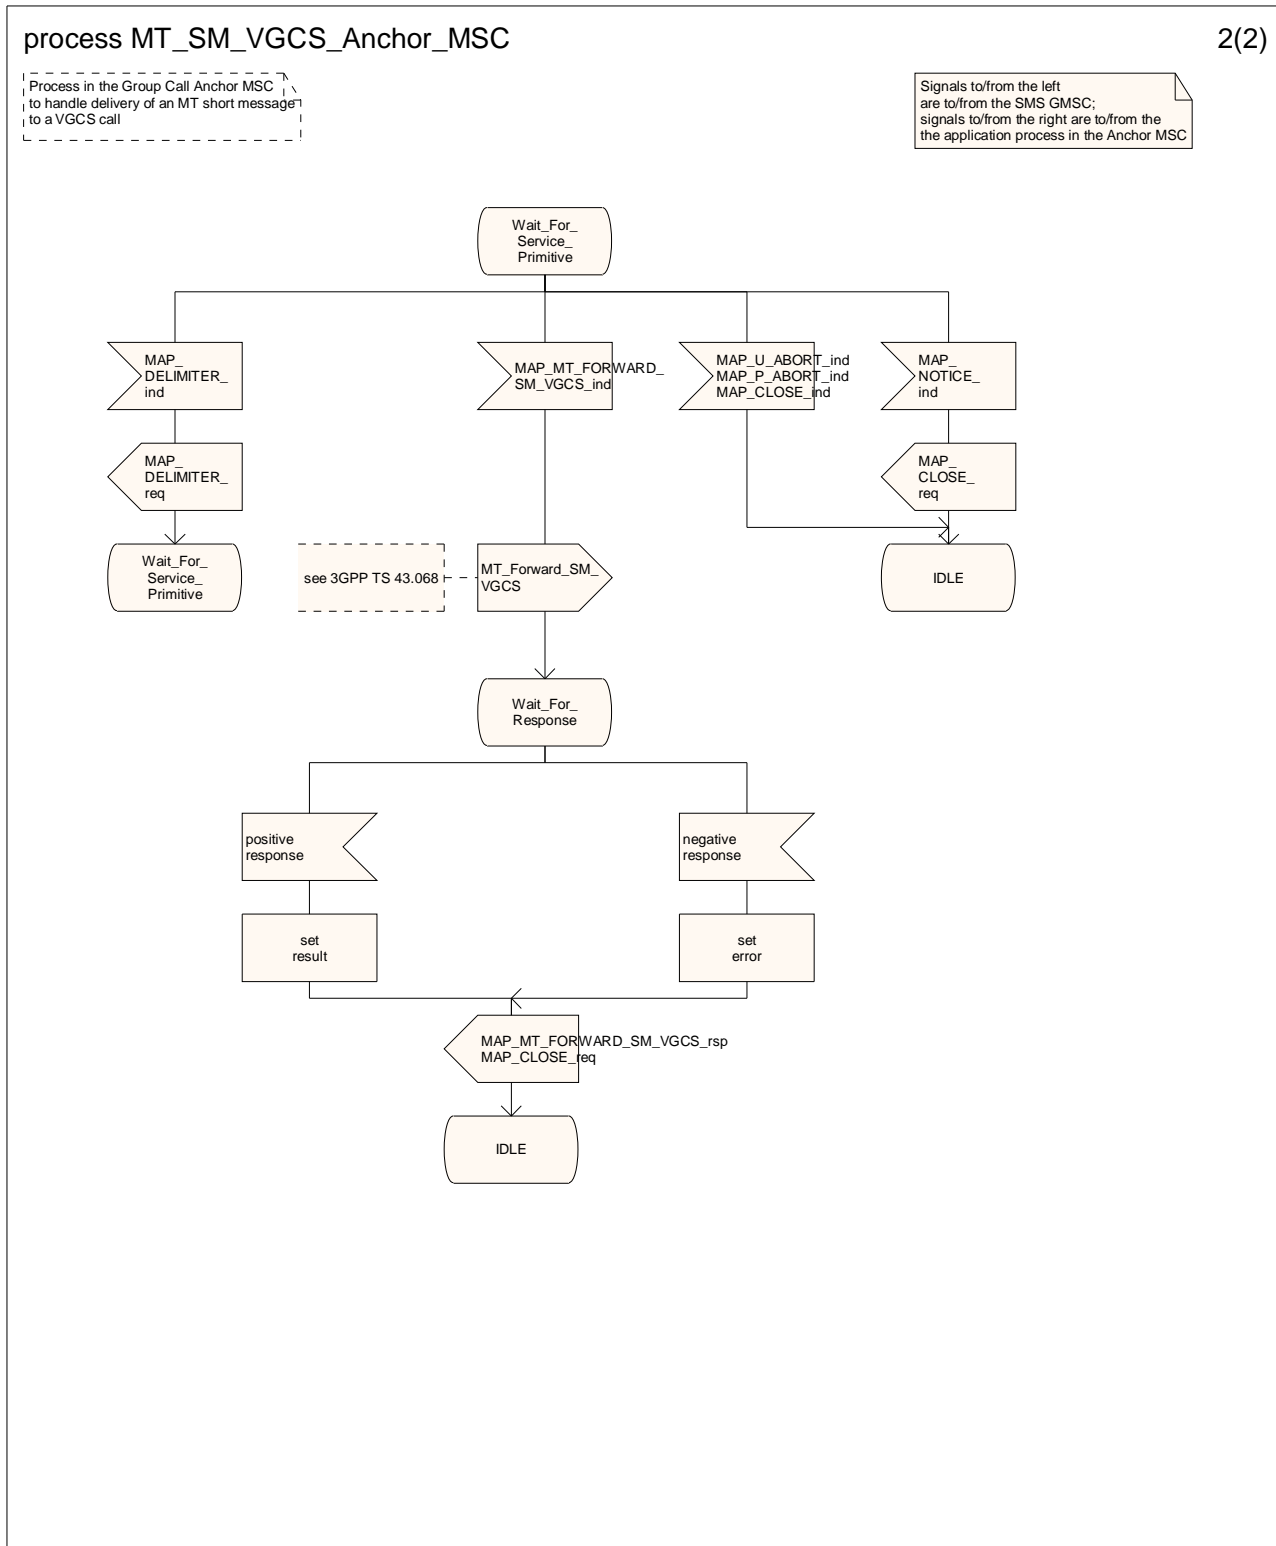 process MT_SM_VGCS_Anchor_MSC
2(2)
Process in the Group Call Anchor MSC
to handle delivery of an MT short message
to a VGCS call
Signals to/from the left
are to/from the SMS GMSC;
signals to/from the right are to/from the
the application process in the Anchor MSC
Wait_For_
Service_
Primitive
MAP_
DELIMITER_
ind
MAP_MT_FORWARD_
SM_VGCS_ind
MAP_U_ABORT_ind
MAP_P_ABORT_ind
MAP_CLOSE_ind
MAP_
NOTICE_
ind
MAP_
DELIMITER_
req
MAP_
CLOSE_
req
Wait_For_
Service_
Primitive
see 3GPP TS 43.068
MT_Forward_SM_
VGCS
IDLE
Wait_For_
Response
positive
response
negative
response
set
result
set
error
MAP_MT_FORWARD_SM_VGCS_rsp
MAP_CLOSE_req
IDLE